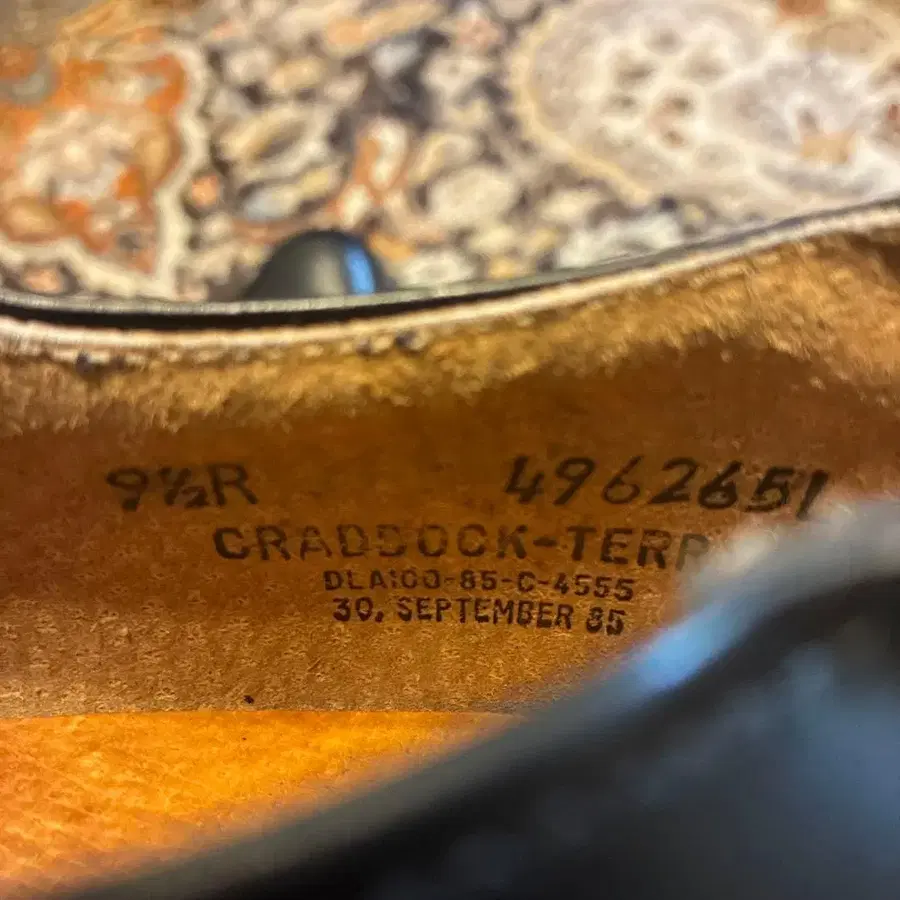 9½R 4962651
CRADDOCK-TERR
DLA100-85-C-4555
30, SEPTEMBER 85